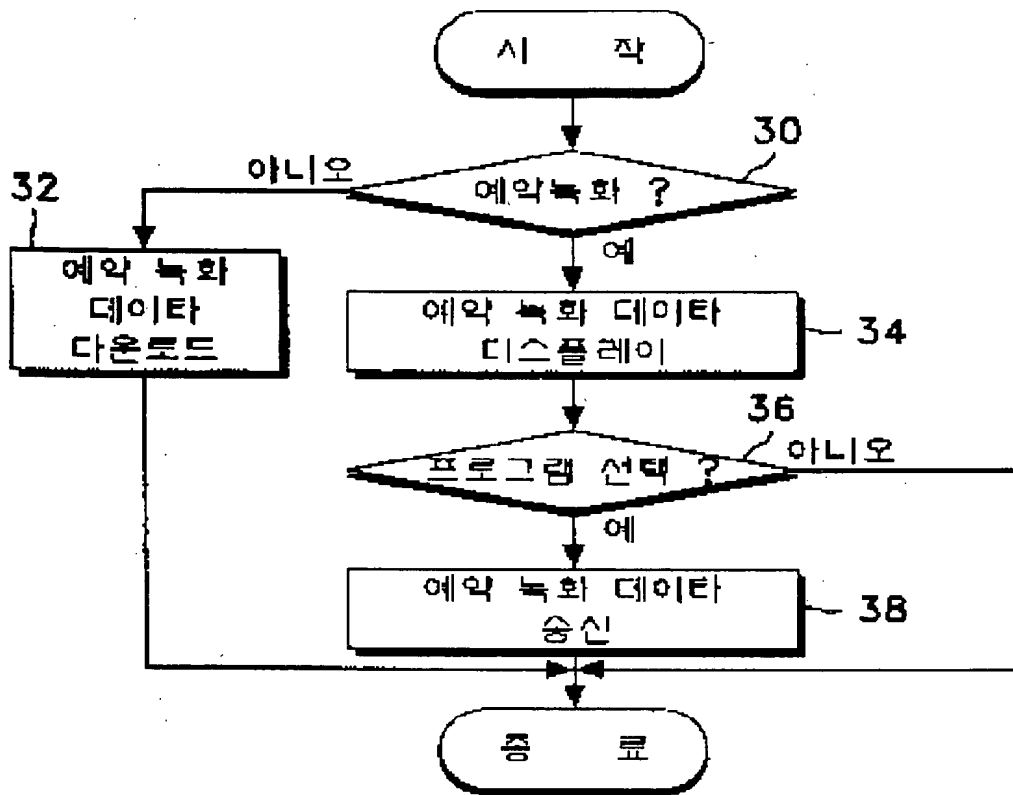 시 작
30
아니오
예약녹화 ?
32
예
예약 녹화
데이타
다운로드
예약 녹화 데이타
디스플레이
34
36
아니오
프로그램 선택 ?
예
예약 녹화 데이타
송신
38
종 료